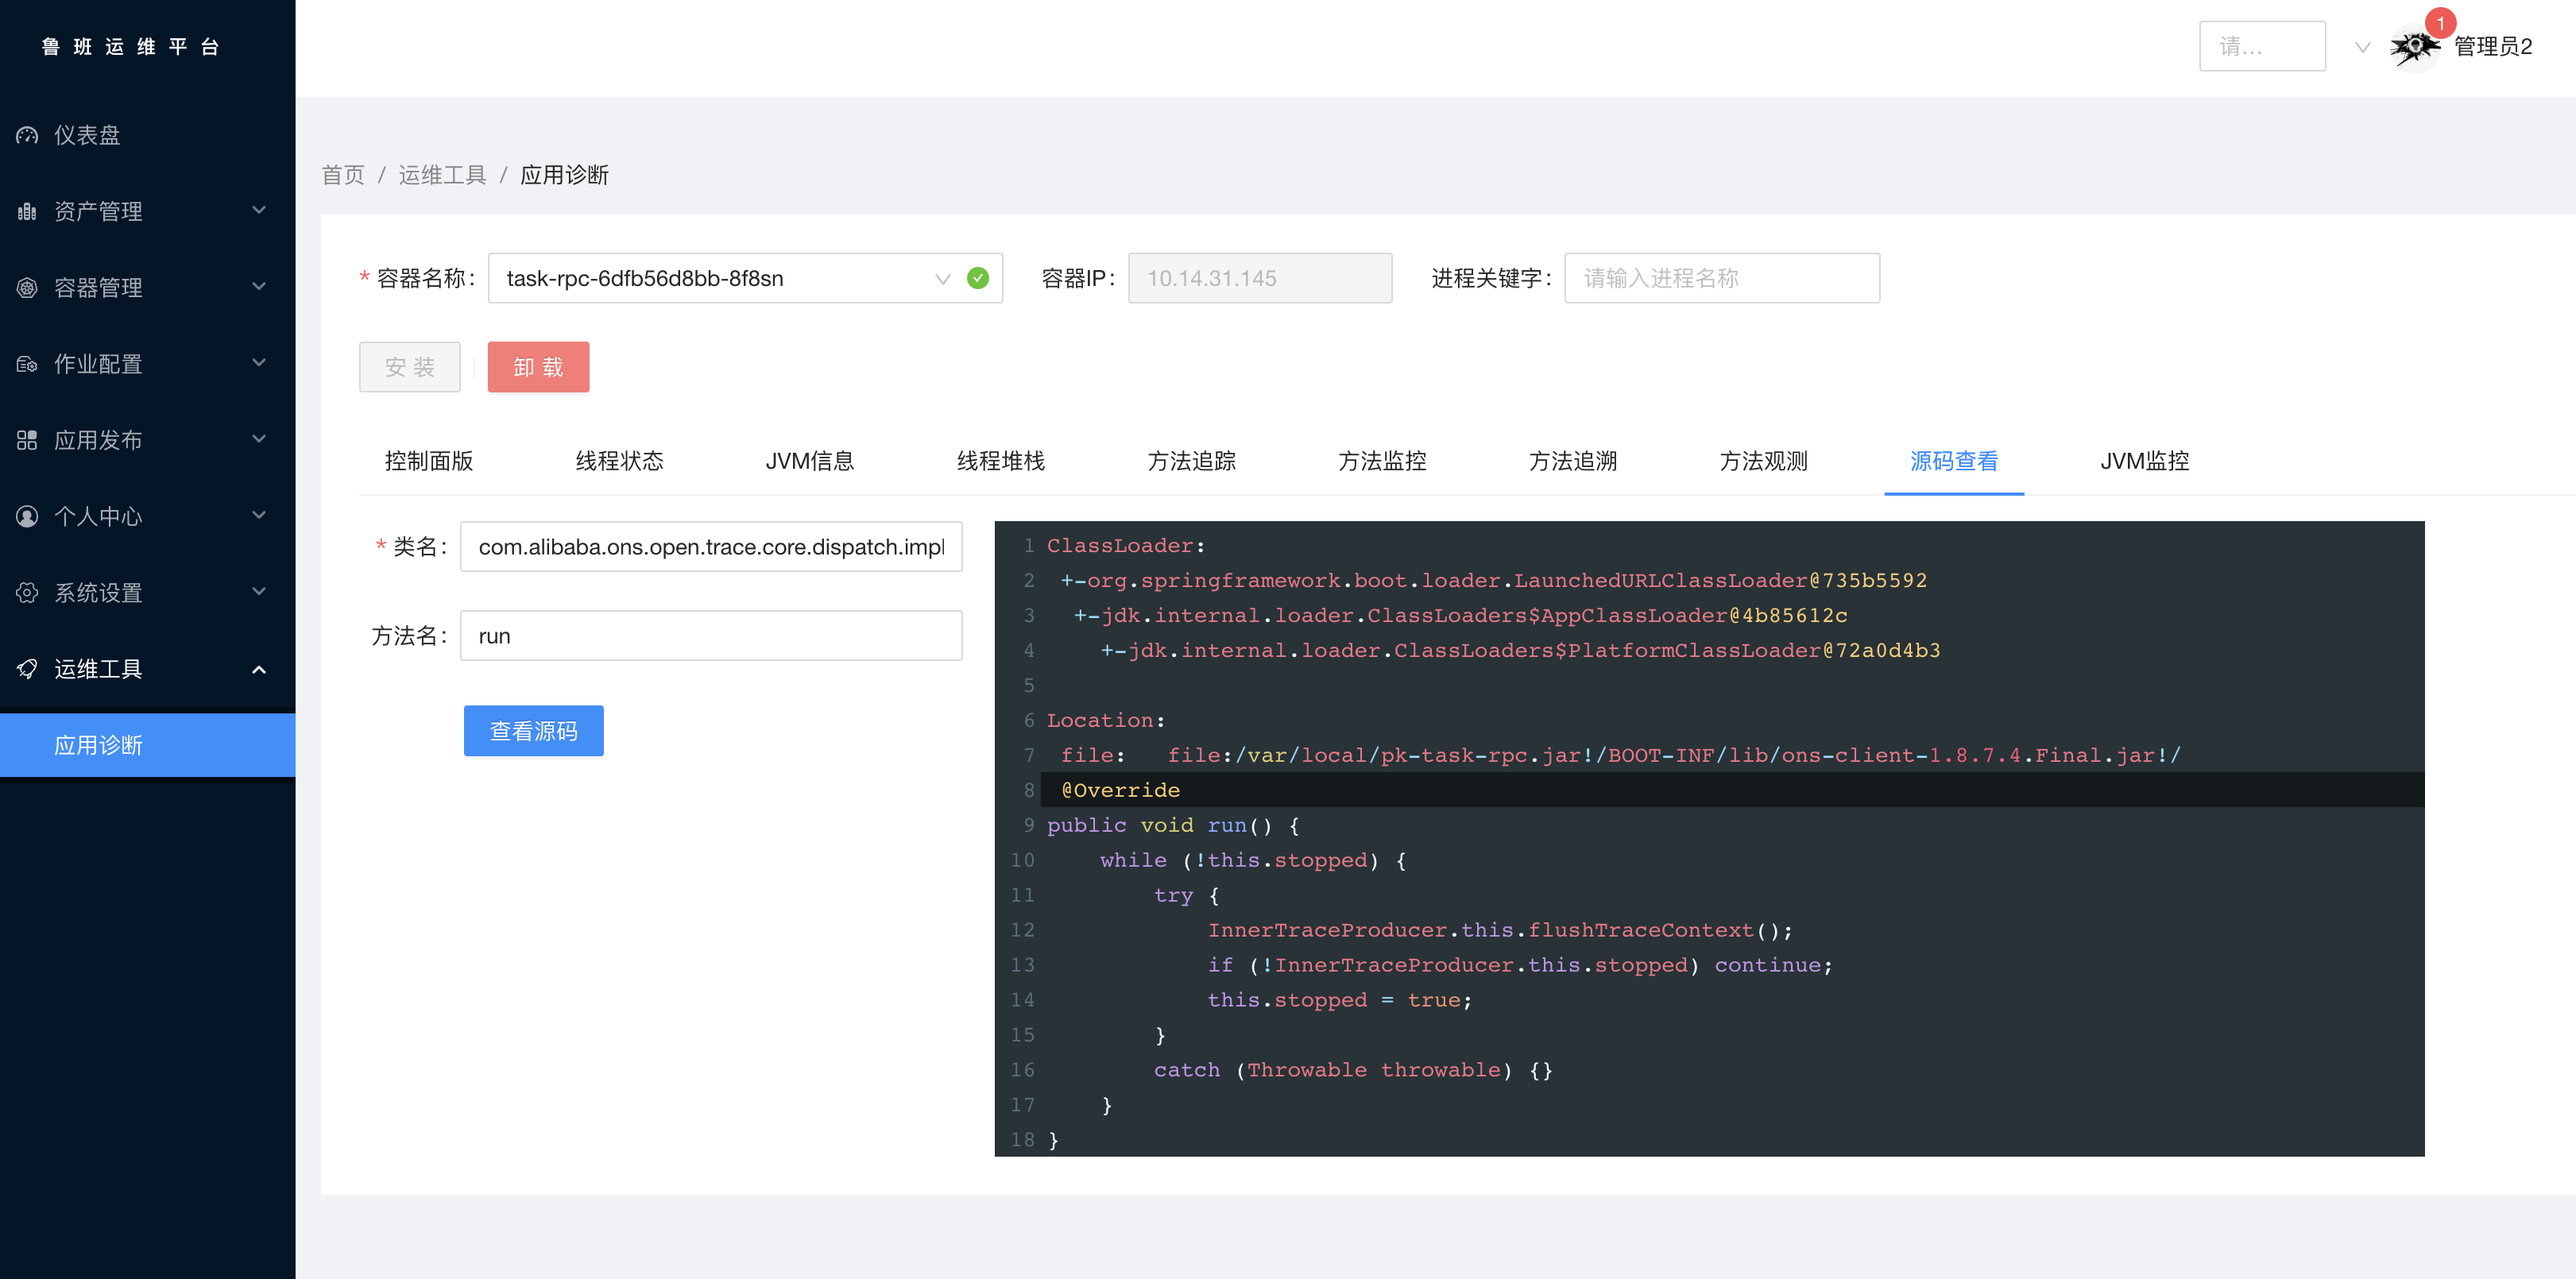 鲁班运维平台
请...
1
管理员2
仪表盘
资产管理
容器管理
作业配置
应用发布
个人中心
系统设置
运维工具
应用诊断
首页 / 运维工具 / 应用诊断
* 容器名称： task-rpc-6dfb56d8bb-8f8sn
容器IP： 10.14.31.145
进程关键字： 请输入进程名称
安 装
卸 载
控制面版 线程状态 JVM信息 线程堆栈 方法追踪 方法监控 方法追溯 方法观测 源码查看 JVM监控
* 类名： com.alibaba.ons.open.trace.core.dispatch.impl
方法名： run
查看源码
1 ClassLoader:
2  +-org.springframework.boot.loader.LaunchedURLClassLoader@735b5592
3   +-jdk.internal.loader.ClassLoaders$AppClassLoader@4b85612c
4     +-jdk.internal.loader.ClassLoaders$PlatformClassLoader@72a0d4b3
5
6 Location:
7  file:   file:/var/local/pk-task-rpc.jar!/BOOT-INF/lib/ons-client-1.8.7.4.Final.jar!/
8  @Override
9 public void run() {
10     while (!this.stopped) {
11         try {
12             InnerTraceProducer.this.flushTraceContext();
13             if (!InnerTraceProducer.this.stopped) continue;
14             this.stopped = true;
15         }
16         catch (Throwable throwable) {}
17     }
18 }